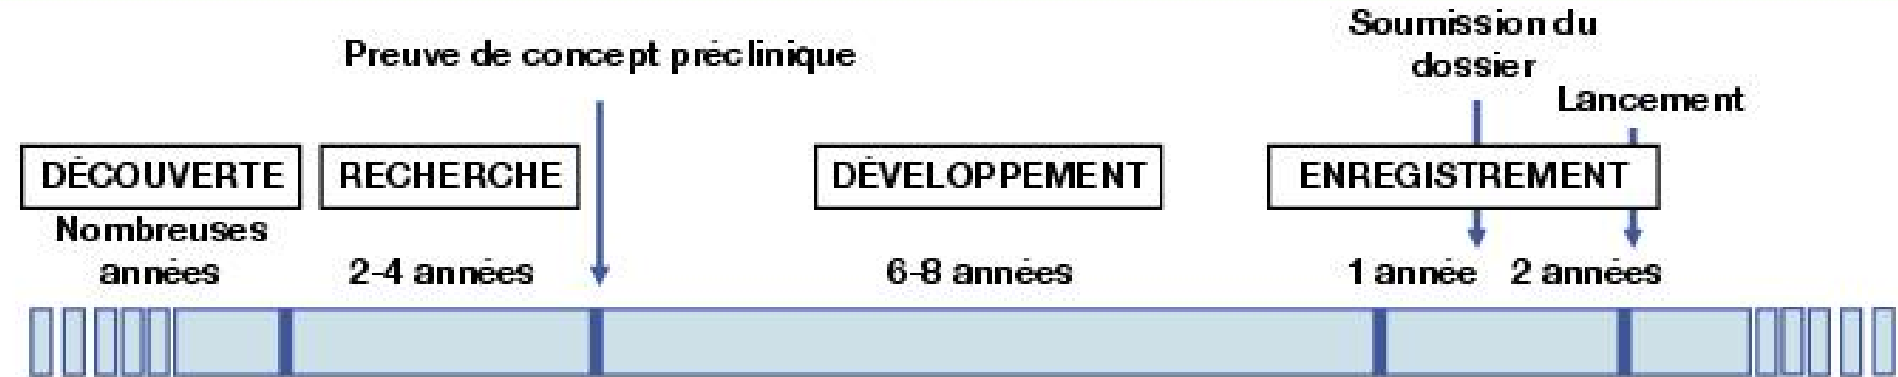 Preuve de concept préclinique
Soumission du
dossier
Lancement
DÉCOUVERTE
RECHERCHE
DÉVELOPPEMENT
ENREGISTREMENT
Nombreuses
années
2-4 années
6-8 années
1 année
2 années